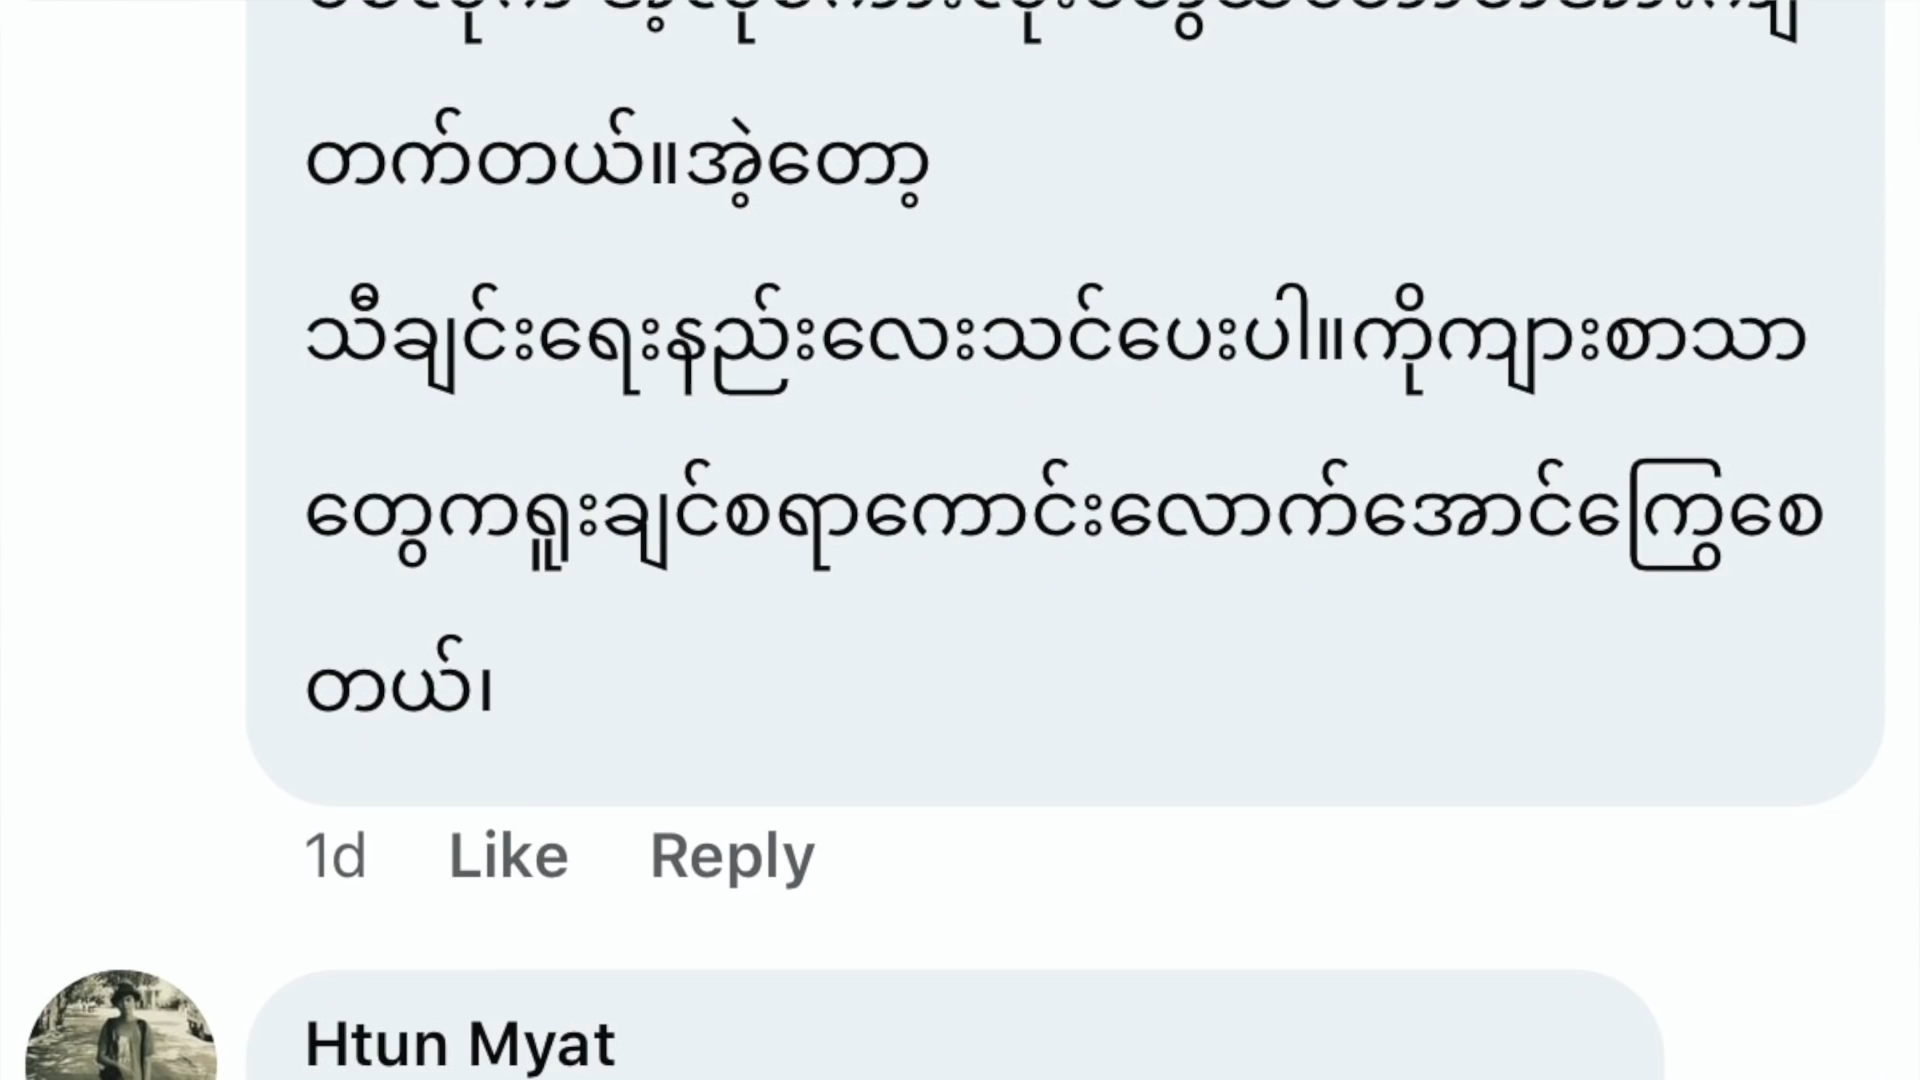 တက်တယ်။အဲ့တော့
သီချင်းရေးနည်းလေးသင်ပေးပါ။ကိုကျားစာသာ
တွေကရူးချင်စရာကောင်းလောက်အောင်ကြွေစေ
တယ်၊
1d Like Reply
Htun Myat